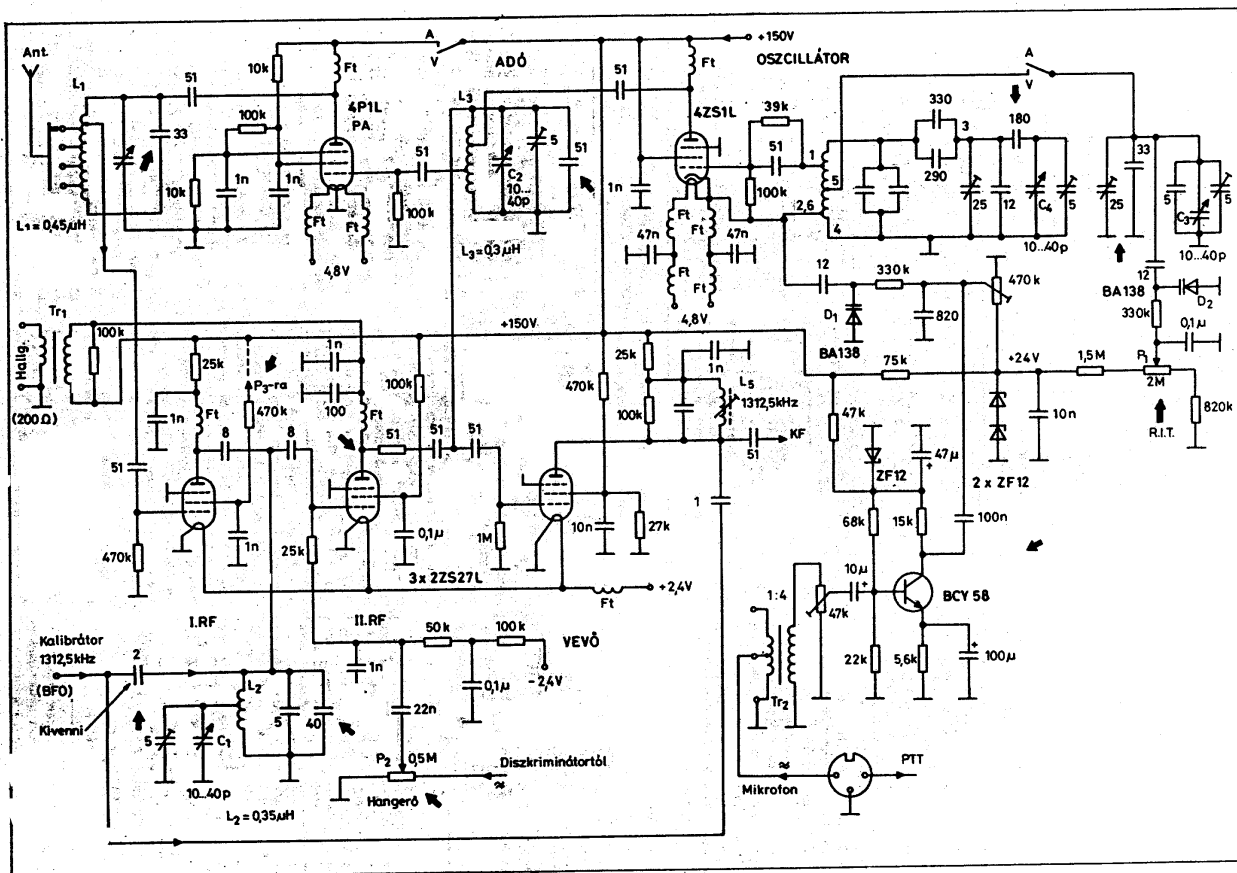 Ant.
L1
L1 = 0,45µH
51
33
10k
100k
10k
1n
1n
Ft
4P1L
PA
Ft
Ft
4,8V
A
V
ADÓ
+150V
OSZCILLÁTOR
51
100k
L3
L3 = 0,3µH
C2
10...
40p
5
51
51
Ft
4ZS1L
1n
Ft
Ft
47n
47n
Ft
Ft
4,8V
39k
51
100k
1
5
2,6
4
330
290
3
25
12
180
C4
5
10...40p
A
V
25
33
5
C3
5
10...40p
12
BA138
D2
330k
0,1µ
P1
2M
R.I.T.
820k
1,5M
12
D1
BA138
330k
820
470k
+24V
10n
2 x ZF12
75k
47k
ZF12
47µ
100n
68k
15k
10µ
BCY 58
22k
5,6k
100µ
1:4
47k
Tr2
Mikrofon
≈
PTT
Hallg.
(200Ω)
Tr1
100k
25k
1n
Ft
51
470k
8
8
P3-ra
470k
1n
+150V
1n
100
Ft
100k
51
51
51
0,1µ
25k
1M
10n
470k
27k
25k
100k
1n
L5
1312,5kHz
51
KF
1
3 x 2ZS27L
Ft
+2,4V
I.RF
II.RF
VEVŐ
50k
100k
-2,4V
1n
0,1µ
22n
P2
0,5M
Hangerő
Diszkriminátortól
≈
Kalibrátor
1312,5kHz
(BFO)
2
Kivenni
L2
5
C1
10...40p
5
40
L2 = 0,35µH